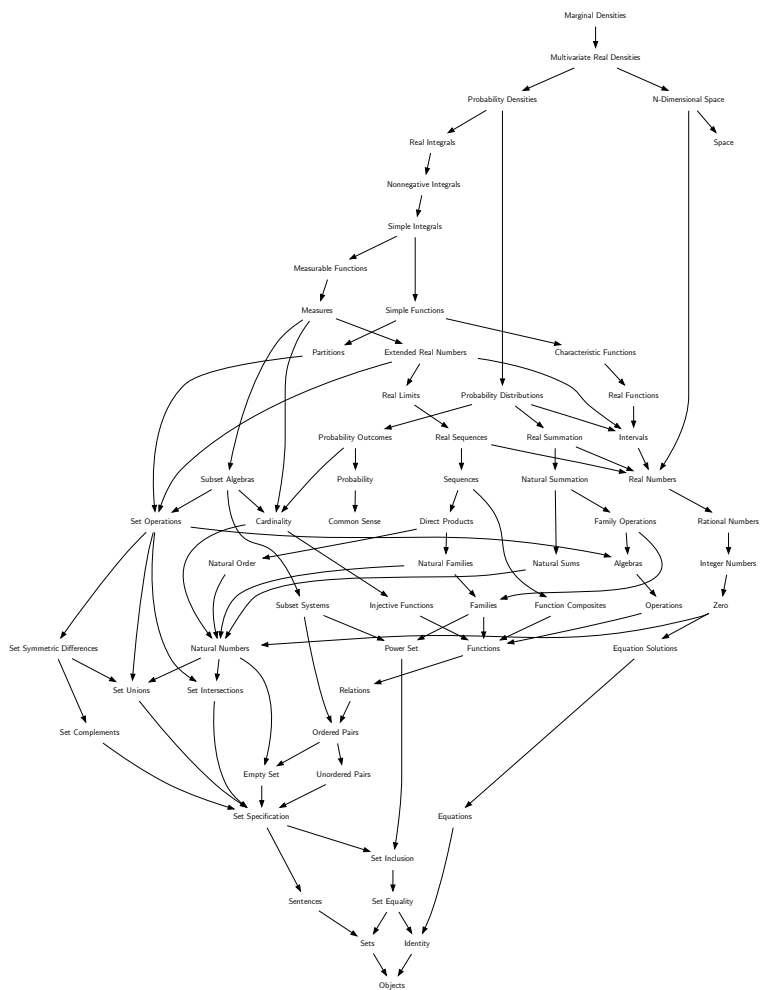 Marginal Densities
Multivariate Real Densities
Probability Densities
N-Dimensional Space
Real Integrals
Space
Nonnegative Integrals
Simple Integrals
Measurable Functions
Measures
Simple Functions
Partitions
Extended Real Numbers
Characteristic Functions
Real Limits
Probability Distributions
Real Functions
Probability Outcomes
Real Sequences
Real Summation
Intervals
Subset Algebras
Probability
Sequences
Natural Summation
Real Numbers
Set Operations
Cardinality
Common Sense
Direct Products
Family Operations
Rational Numbers
Natural Order
Natural Families
Natural Sums
Algebras
Integer Numbers
Subset Systems
Injective Functions
Families
Function Composites
Operations
Zero
Set Symmetric Differences
Natural Numbers
Power Set
Functions
Equation Solutions
Set Unions
Set Intersections
Relations
Set Complements
Ordered Pairs
Empty Set
Unordered Pairs
Set Specification
Equations
Set Inclusion
Sentences
Set Equality
Sets
Identity
Objects